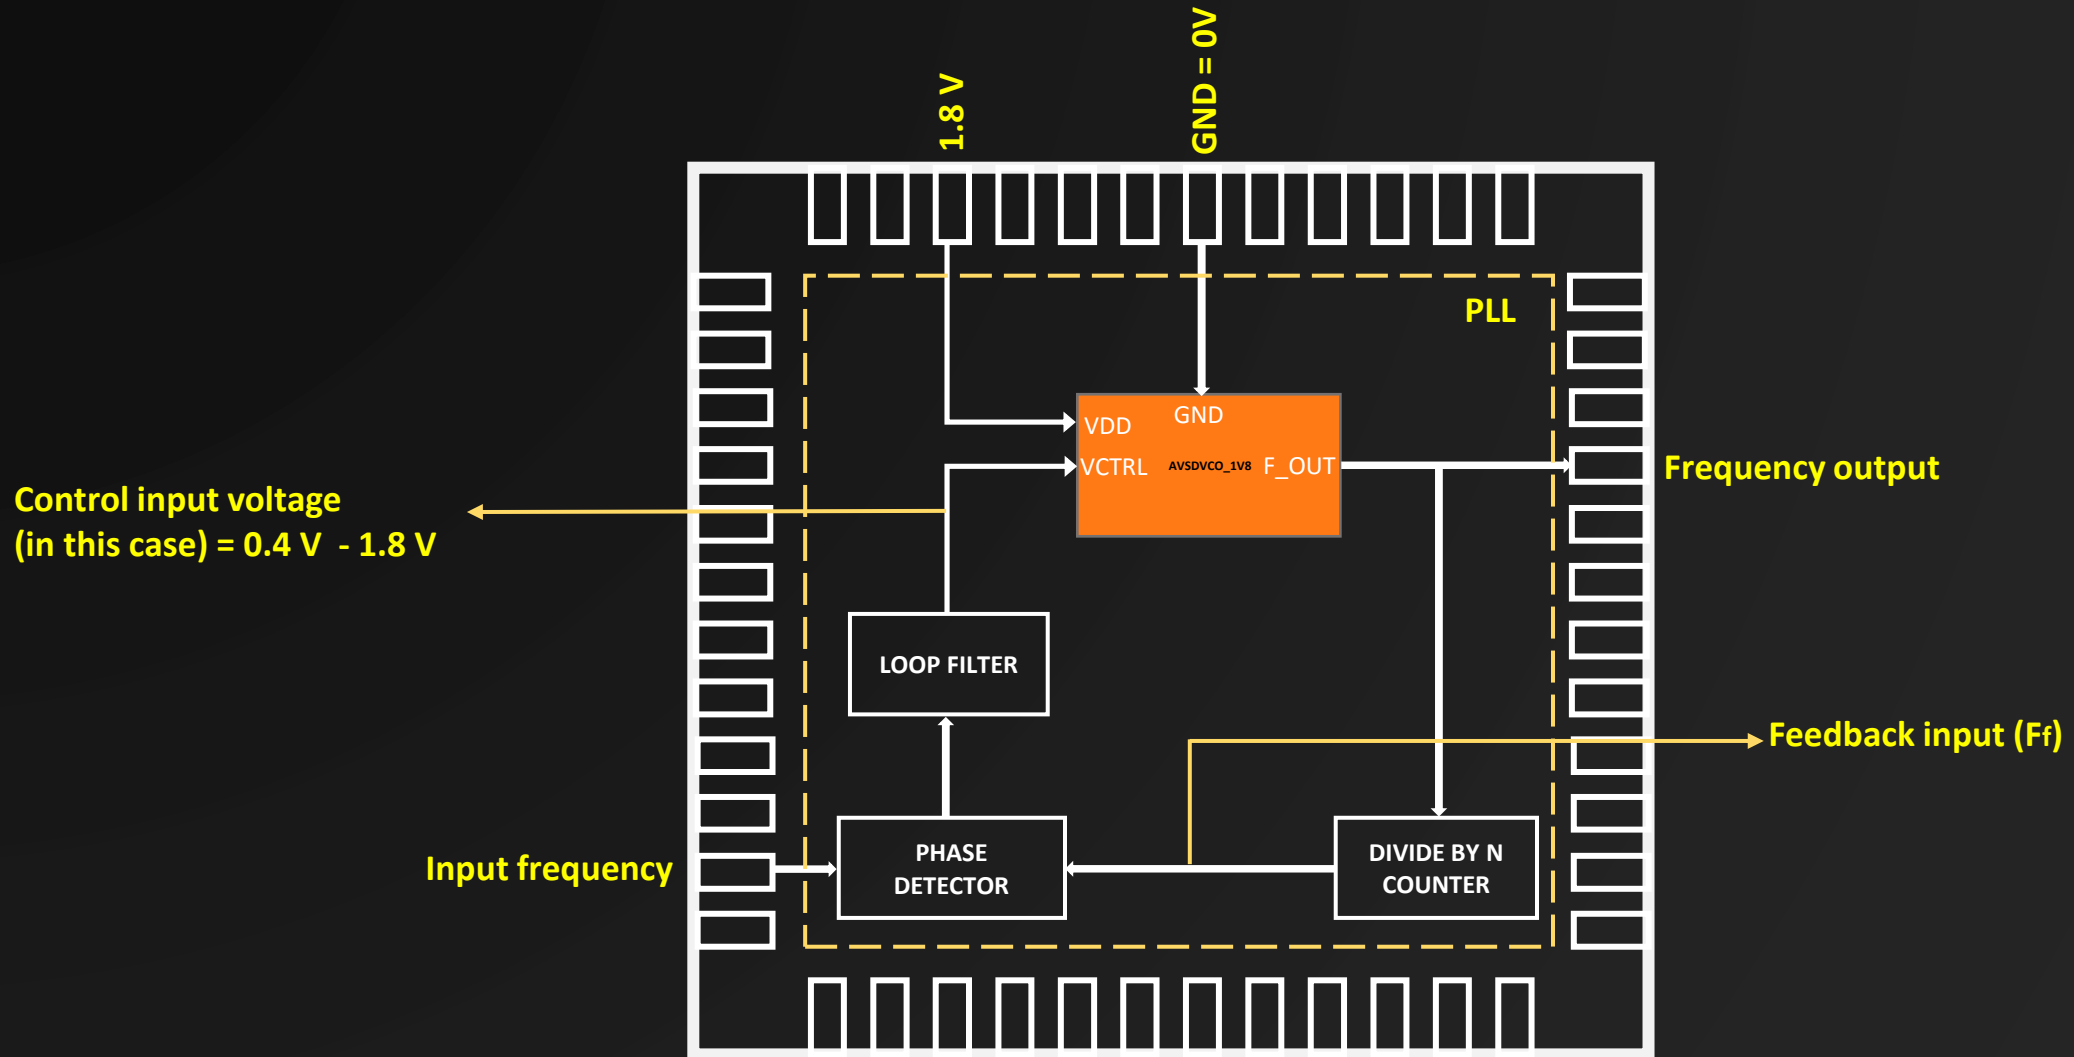 1.8 V
GND = 0V
PLL
GND
VDD
VCTRL
AVSDVCO_1V8
F_OUT
Frequency output
Control input voltage
(in this case) = 0.4 V - 1.8 V
LOOP FILTER
Feedback input (Ff)
Input frequency
PHASE
DETECTOR
DIVIDE BY N
COUNTER